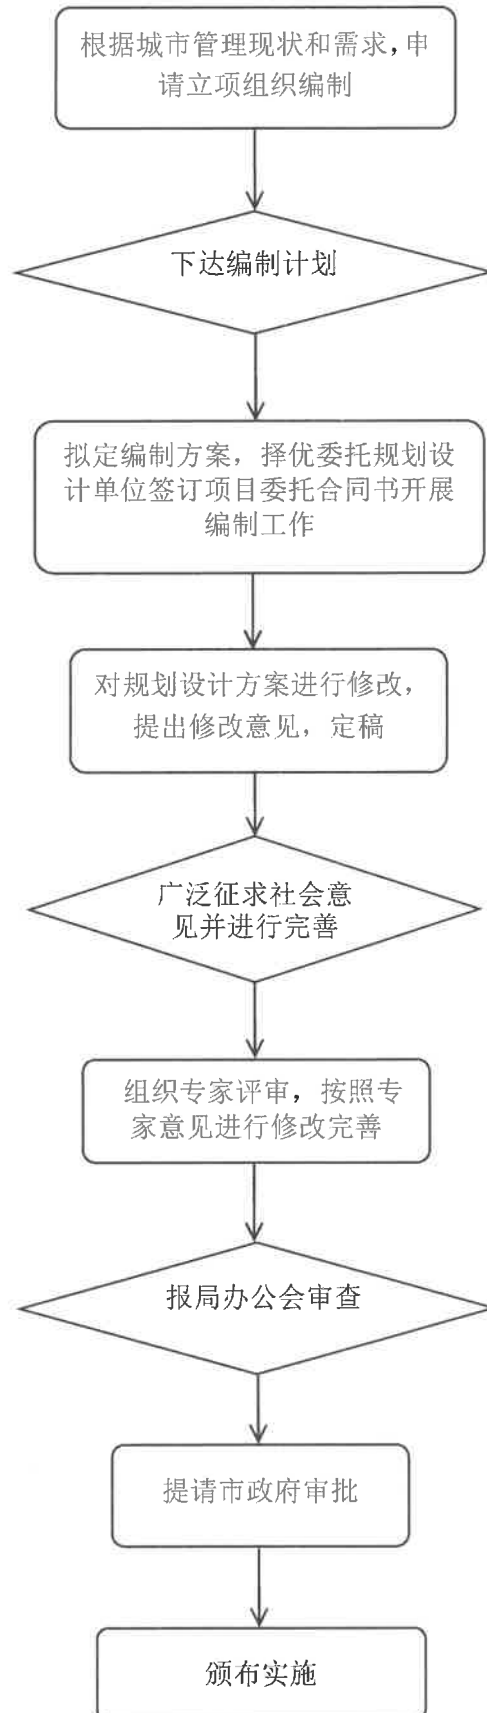 根据城市管理现状和需求，申
请立项组织编制
下达编制计划
拟定编制方案，择优委托规划设
计单位签订项目委托合同书开展
编制工作
对规划设计方案进行修改，
提出修改意见，定稿
广泛征求社会意
见并进行完善
组织专家评审，按照专
家意见进行修改完善
报局办公会审查
提请市政府审批
颁布实施